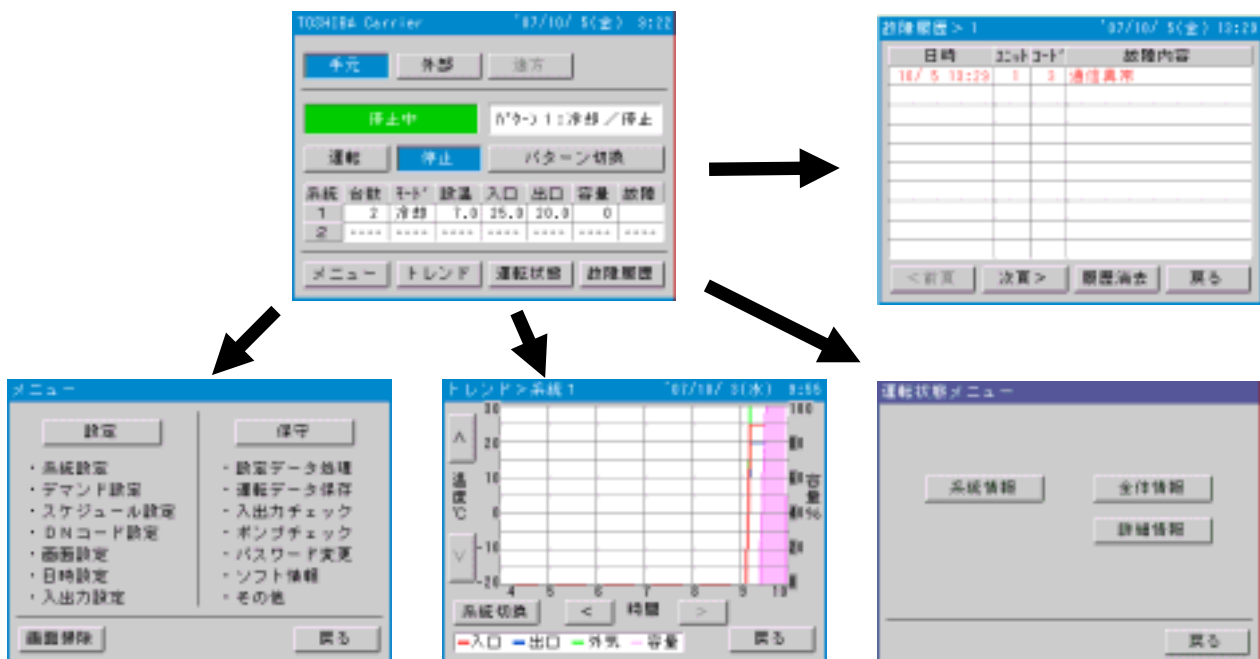 TOSHIBA Carrier '07/10/ 5(金) 9:22
手元 外部 遠方
停止中 ﾊﾟﾀｰﾝ 1:冷却／停止
運転 停止 パターン切換
系統 台数 ﾓｰﾄﾞ 設温 入口 出口 容量 故障
1 2 冷却 7.0 25.0 20.0 0
2 ---- ---- ---- ---- ---- ---- ----
メニュー トレンド 運転状態 故障履歴
故障履歴＞ 1 '07/10/ 5(金) 13:29
日時 ﾕﾆｯﾄ ｺｰﾄﾞ 故障内容
10/ 5 13:29 1 3 通信異常
＜前頁 次頁＞ 履歴消去 戻る
メニュー
設定 保守
・系統設定
・デマンド設定
・スケジュール設定
・ＤＮコード設定
・画面設定
・日時設定
・入出力設定
・設定データ処理
・運転データ保存
・入出力チェック
・ポンプチェック
・パスワード変更
・ソフト情報
・その他
画面掃除 戻る
トレンド＞系統 1 '07/10/ 3(水) 9:55
30 100
20 80
10 60
0 40
-10 20
-20 0
温度℃ 容量%
4 5 6 7 8 9 10
系統切換 ＜ 時間 ＞
入口 出口 外気 容量 戻る
運転状態メニュー
系統情報 全体情報
詳細情報
戻る